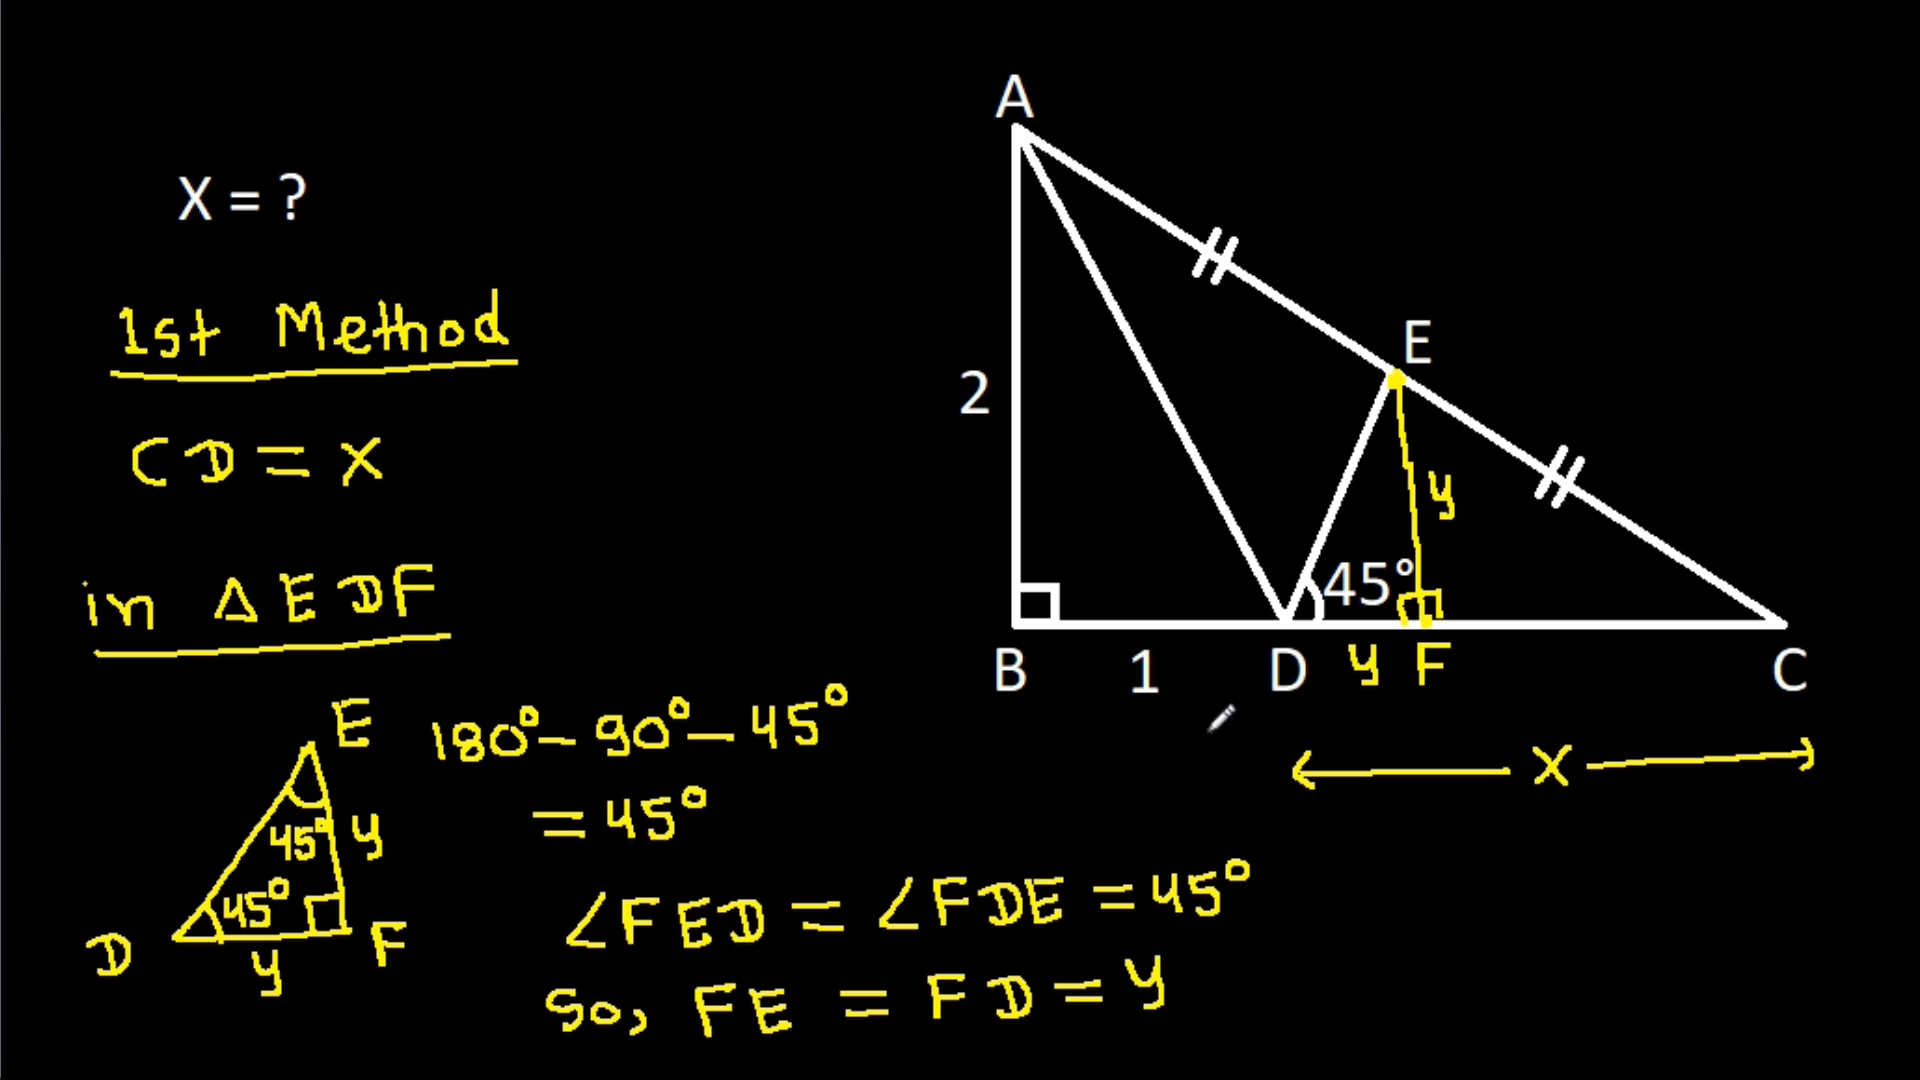 X = ?
1st Method
CD = X
in Δ EDF
E
180° - 90° - 45°
= 45°
45°
y
45°
D
y
F
∠FED = ∠FDE = 45°
So, FE = FD = y
A
E
2
y
45°
B
1
D
y
F
C
X